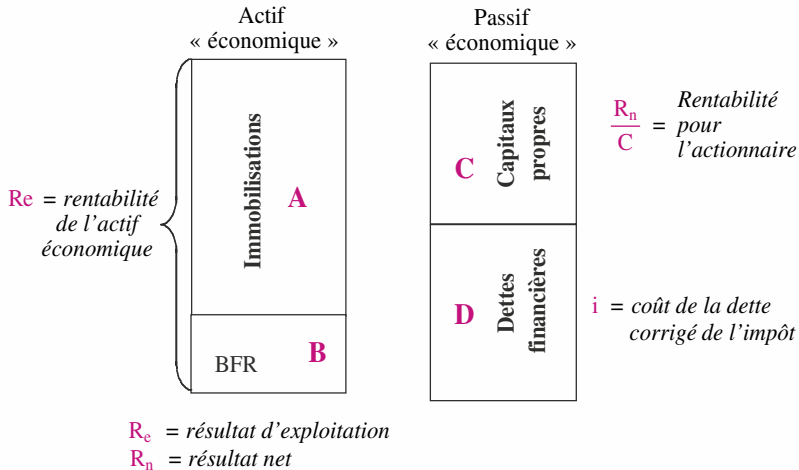 Actif
« économique »
Passif
« économique »
Re = rentabilité
de l’actif
économique
Immobilisations
A
BFR
B
C
Capitaux
propres
D
Dettes
financières
Rn
C
= Rentabilité
pour
l’actionnaire
i = coût de la dette
corrigé de l’impôt
Re = résultat d’exploitation
Rn = résultat net